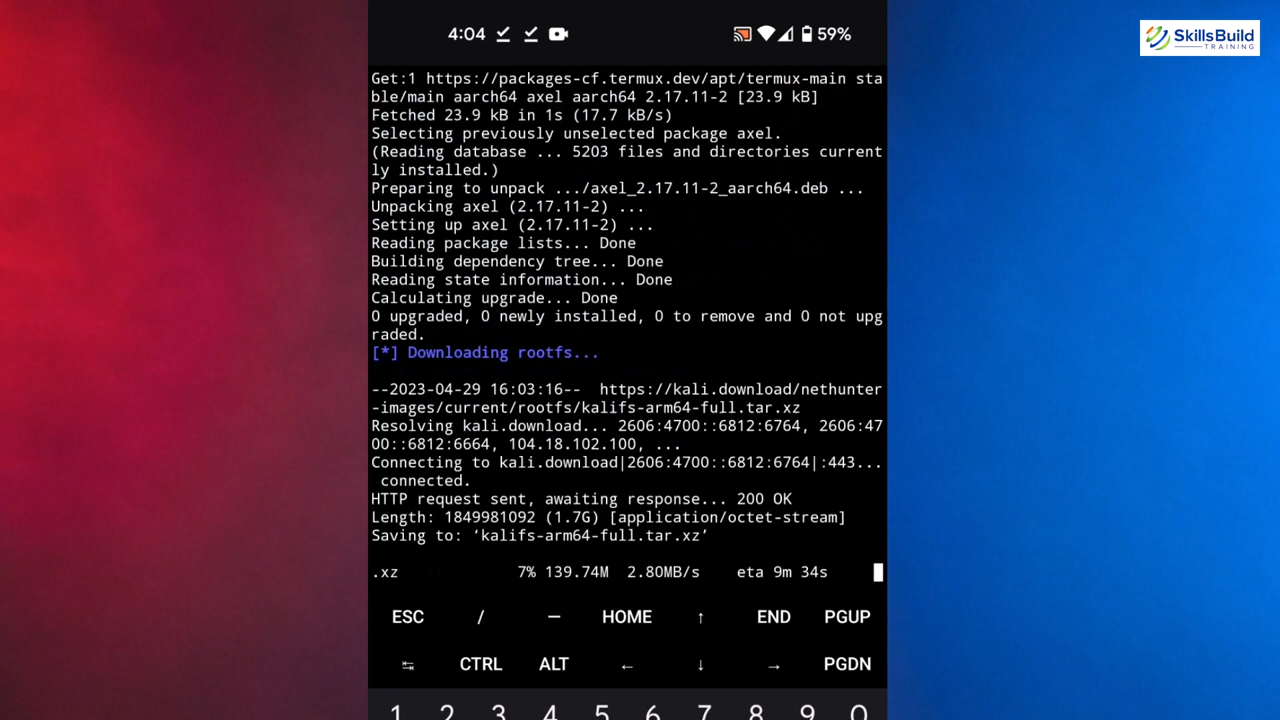 4:04 59%
SkillsBuild
TRAINING
Get:1 https://packages-cf.termux.dev/apt/termux-main sta
ble/main aarch64 axel aarch64 2.17.11-2 [23.9 kB]
Fetched 23.9 kB in 1s (17.7 kB/s)
Selecting previously unselected package axel.
(Reading database ... 5203 files and directories current
ly installed.)
Preparing to unpack .../axel_2.17.11-2_aarch64.deb ...
Unpacking axel (2.17.11-2) ...
Setting up axel (2.17.11-2) ...
Reading package lists... Done
Building dependency tree... Done
Reading state information... Done
Calculating upgrade... Done
0 upgraded, 0 newly installed, 0 to remove and 0 not upg
raded.
[*] Downloading rootfs...
--2023-04-29 16:03:16--  https://kali.download/nethunter
-images/current/rootfs/kalifs-arm64-full.tar.xz
Resolving kali.download... 2606:4700::6812:6764, 2606:47
00::6812:6664, 104.18.102.100, ...
Connecting to kali.download|2606:4700::6812:6764|:443...
 connected.
HTTP request sent, awaiting response... 200 OK
Length: 1849981092 (1.7G) [application/octet-stream]
Saving to: ‘kalifs-arm64-full.tar.xz’
.xz 7% 139.74M 2.80MB/s eta 9m 34s
ESC / — HOME ↑ END PGUP
↹ CTRL ALT ← ↓ → PGDN
1 2 3 4 5 6 7 8 9 0